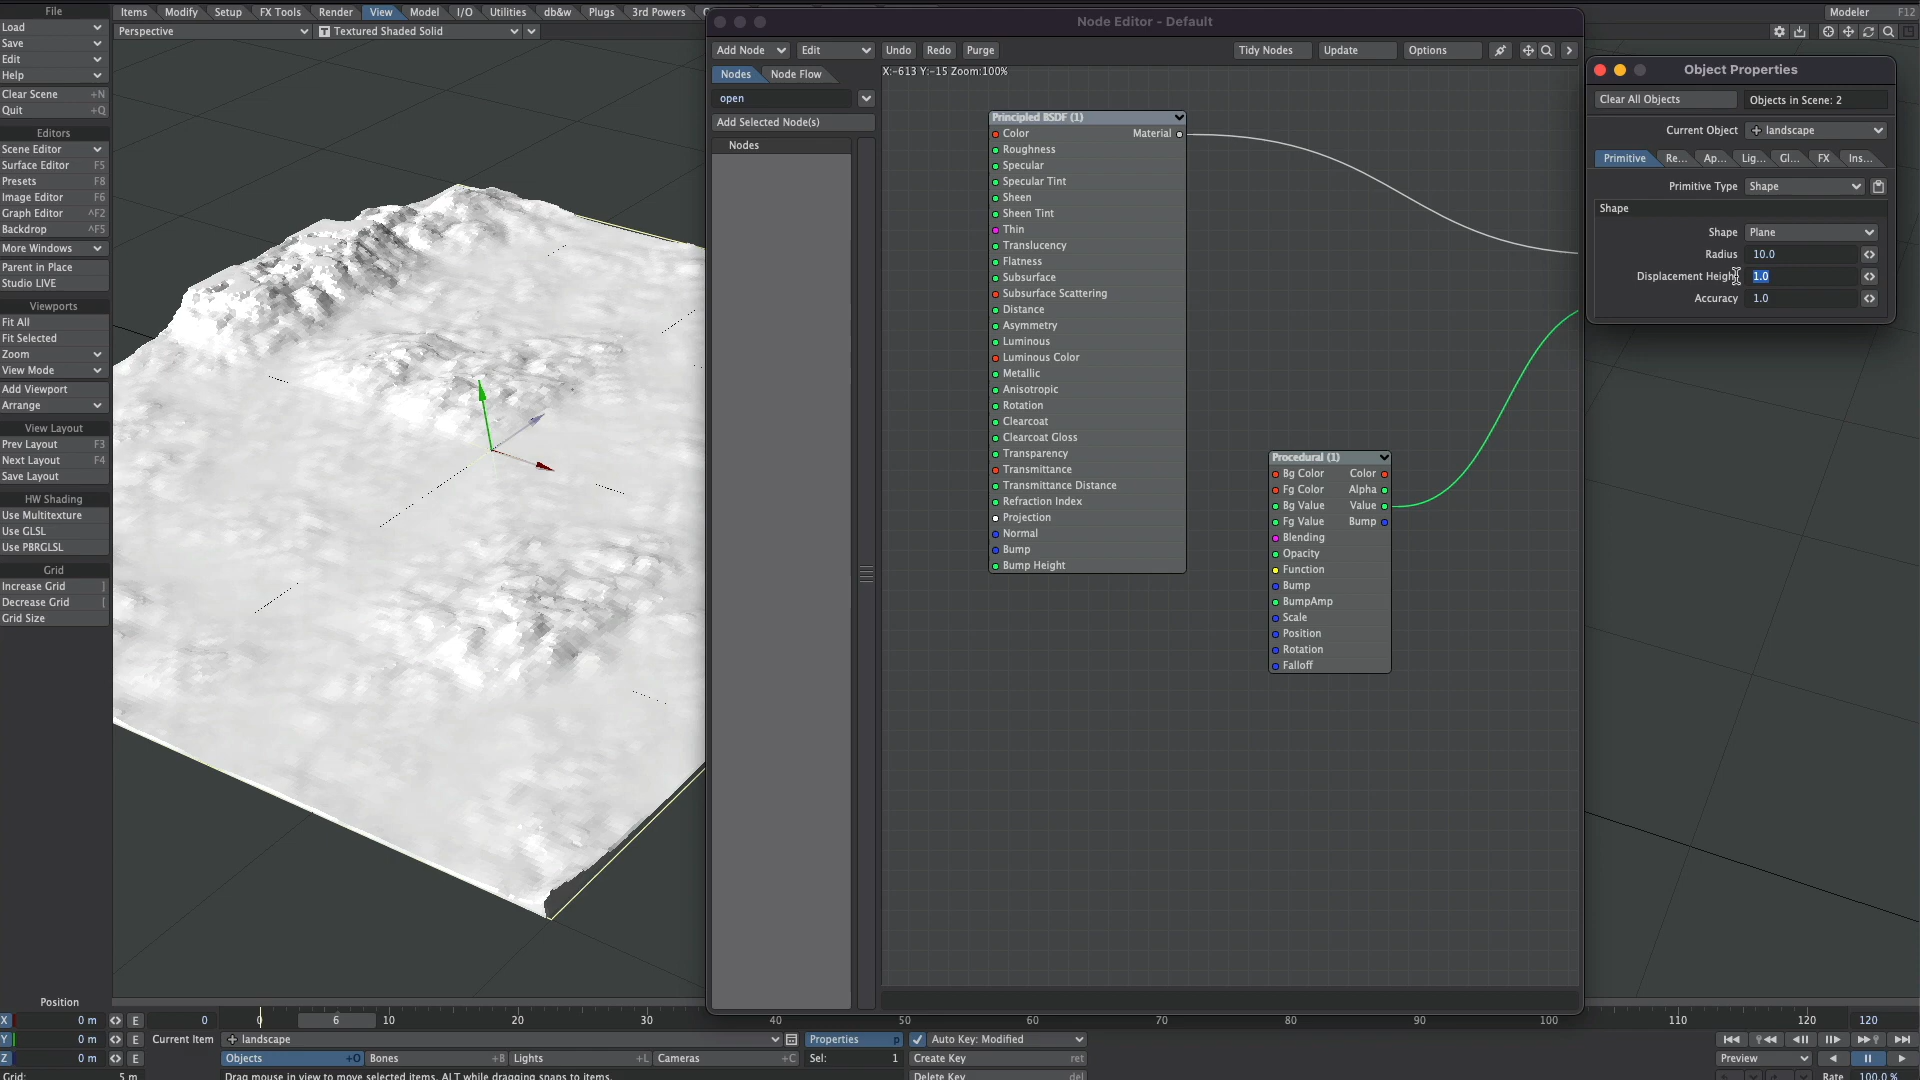 File
Items Modify Setup FX Tools Render View Model I/O Utilities db&w Plugs 3rd Powers
Node Editor - Default
Modeler F12
Load
Perspective
Textured Shaded Solid
Save
Edit
Help
Add Node Edit Undo Redo Purge Tidy Nodes Update Options
Nodes Node Flow
X:-613 Y:-15 Zoom:100%
open
Add Selected Node(s)
Nodes
Object Properties
Clear All Objects Objects in Scene: 2
Current Object landscape
Primitive Re... Ap... Lig... Gl... FX Ins...
Primitive Type Shape
Shape
Shape Plane
Radius 10.0
Displacement Height 1.0
Accuracy 1.0
Clear Scene +N
Quit +Q
Editors
Scene Editor
Surface Editor F5
Presets F8
Image Editor F6
Graph Editor ^F2
Backdrop ^F5
More Windows
Parent in Place
Studio LIVE
Viewports
Fit All
Fit Selected
Zoom
View Mode
Add Viewport
Arrange
View Layout
Prev Layout F3
Next Layout F4
Save Layout
HW Shading
Use Multitexture
Use GLSL
Use PBRGLSL
Grid
Increase Grid ]
Decrease Grid [
Grid Size
Principled BSDF (1)
Color Material
Roughness
Specular
Specular Tint
Sheen
Sheen Tint
Thin
Translucency
Flatness
Subsurface
Subsurface Scattering
Distance
Asymmetry
Luminous
Luminous Color
Metallic
Anisotropic
Rotation
Clearcoat
Clearcoat Gloss
Transparency
Transmittance
Transmittance Distance
Refraction Index
Projection
Normal
Bump
Bump Height
Procedural (1)
Bg Color Color
Fg Color Alpha
Bg Value Value
Fg Value Bump
Blending
Opacity
Function
Bump
BumpAmp
Scale
Position
Rotation
Falloff
Position
X 0 m E 0 0 6 10 20 30 40 50 60 70 80 90 100 110 120 120
Y 0 m E Current Item landscape Properties p Auto Key: Modified
Z 0 m E Objects +O Bones +B Lights +L Cameras +C Sel: 1 Create Key ret Preview
Grid: 5 m Drag mouse in view to move selected items. ALT while dragging snaps to items. Delete Key del Rate 100.0 %